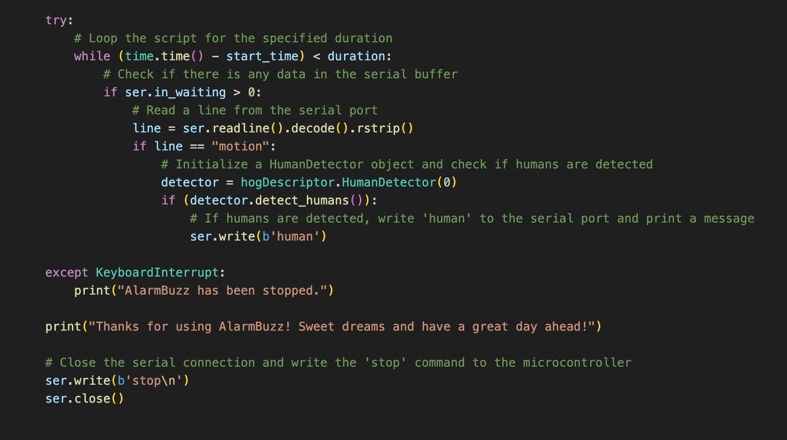 try:
# Loop the script for the specified duration
while (time.time() - start_time) < duration:
# Check if there is any data in the serial buffer
if ser.in_waiting > 0:
# Read a line from the serial port
line = ser.readline().decode().rstrip()
if line == "motion":
# Initialize a HumanDetector object and check if humans are detected
detector = hogDescriptor.HumanDetector(0)
if (detector.detect_humans()):
# If humans are detected, write 'human' to the serial port and print a message
ser.write(b'human')
except KeyboardInterrupt:
print("AlarmBuzz has been stopped.")
print("Thanks for using AlarmBuzz! Sweet dreams and have a great day ahead!")
# Close the serial connection and write the 'stop' command to the microcontroller
ser.write(b'stop\n')
ser.close()